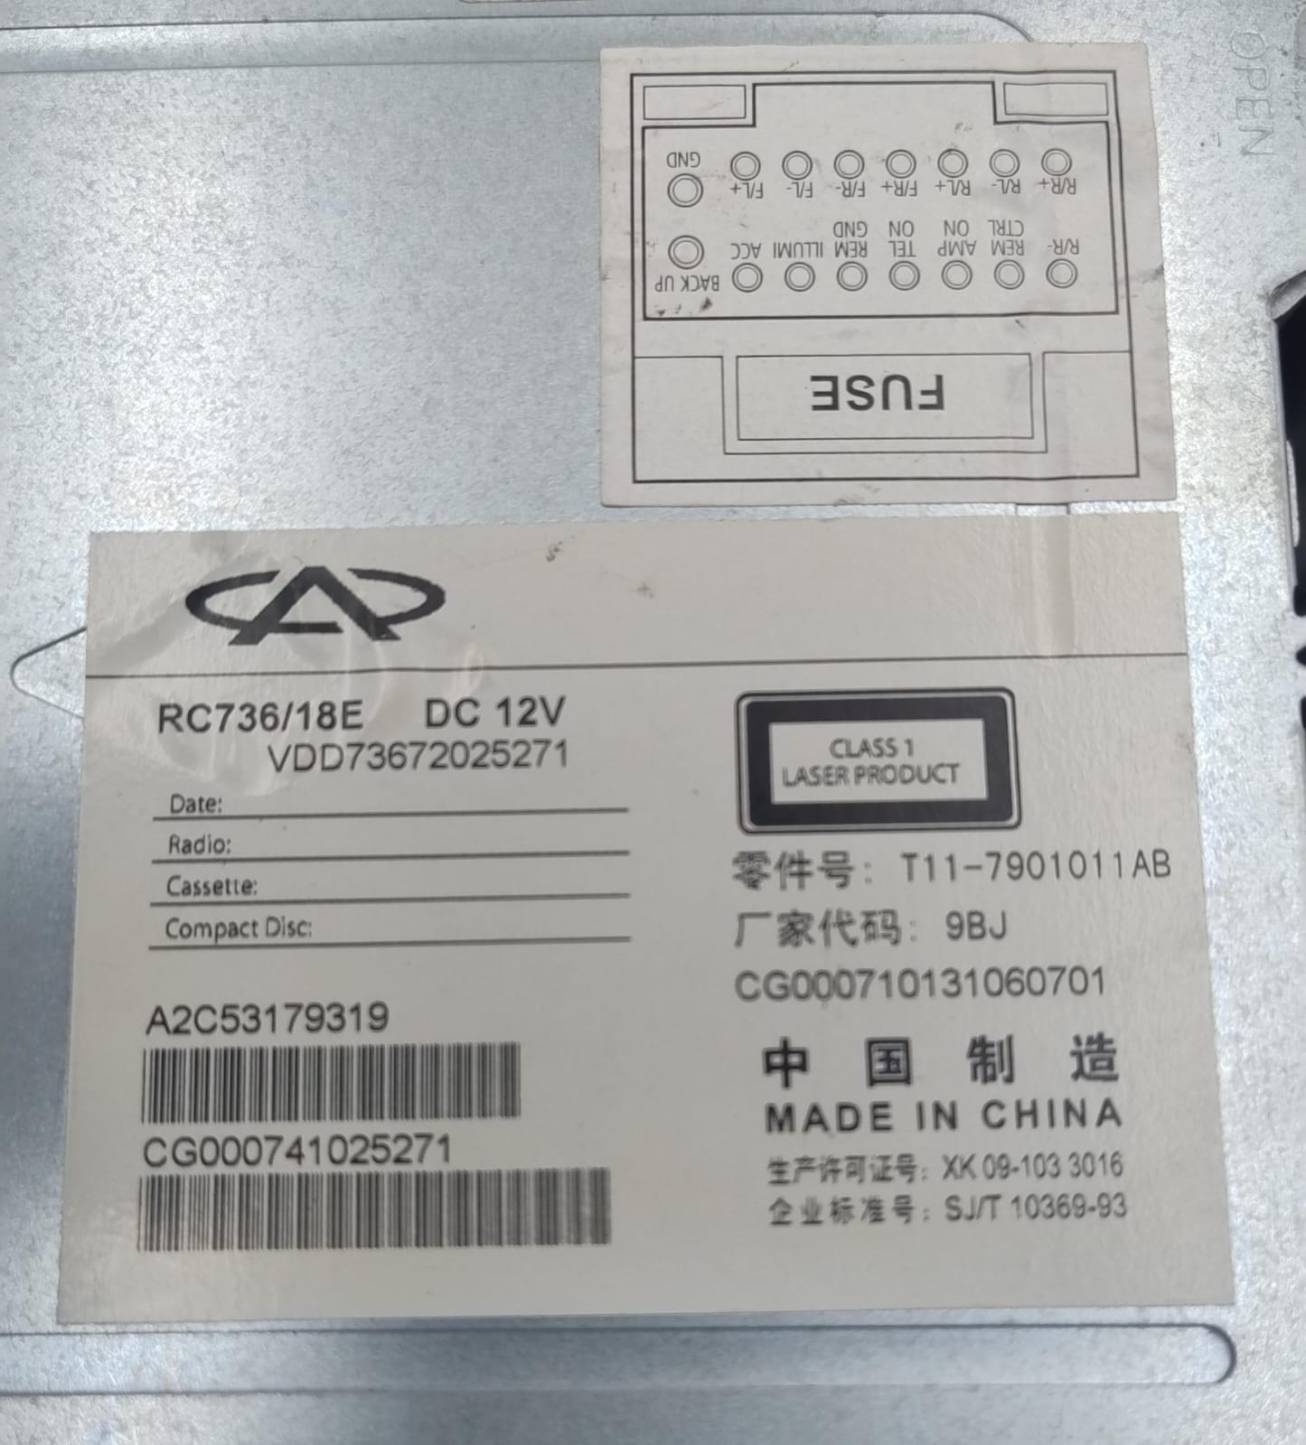 OPEN
GND
F/L+ F/L- F/R- F/R+ R/L+ R/L- R/R+
BACK UP ACC ILLUMI REM GND TEL ON AMP ON REM CTRL R/R-
FUSE
RC736/18E DC 12V
VDD73672025271
Date:
Radio:
Cassette:
Compact Disc:
A2C53179319
CG000741025271
CLASS 1
LASER PRODUCT
零件号：T11-7901011AB
厂家代码：9BJ
CG000710131060701
中国制造
MADE IN CHINA
生产许可证号：XK 09-103 3016
企业标准号：SJ/T 10369-93